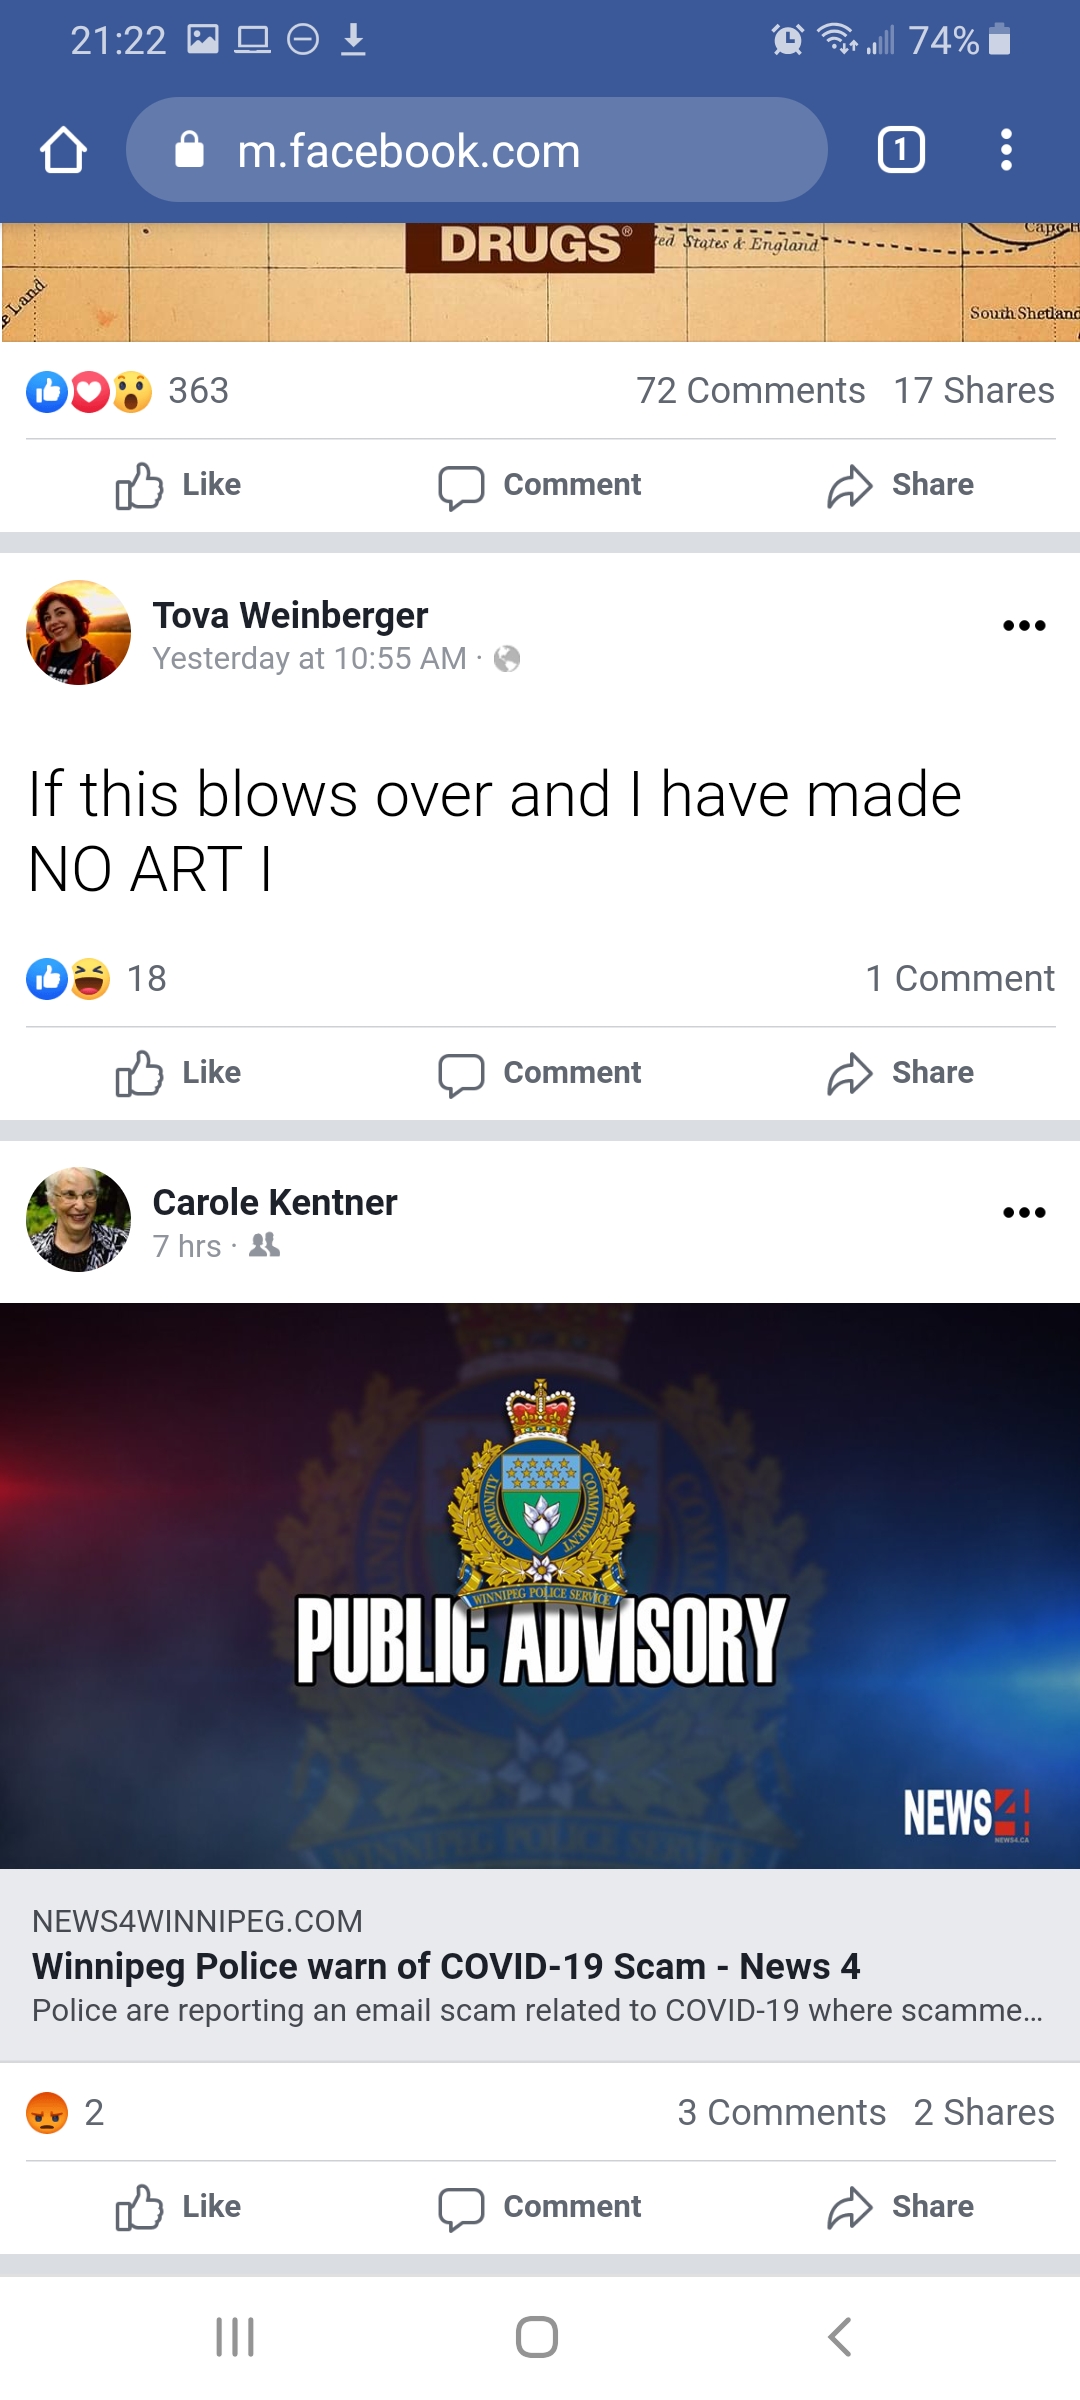 21:22
74%
m.facebook.com
1
DRUGS®
ted States & England
Cape H
e Land
South Shetland
363
72 Comments 17 Shares
Like Comment Share
Tova Weinberger
Yesterday at 10:55 AM ·
If this blows over and I have made
NO ART I
18
1 Comment
Like Comment Share
Carole Kentner
7 hrs ·
COMMUNITY COMMITMENT
WINNIPEG POLICE SERVICE
PUBLIC ADVISORY
NEWS4
NEWS4.CA
WINNIPEG POLICE SERVICE
NEWS4WINNIPEG.COM
Winnipeg Police warn of COVID-19 Scam - News 4
Police are reporting an email scam related to COVID-19 where scamme...
2
3 Comments 2 Shares
Like Comment Share